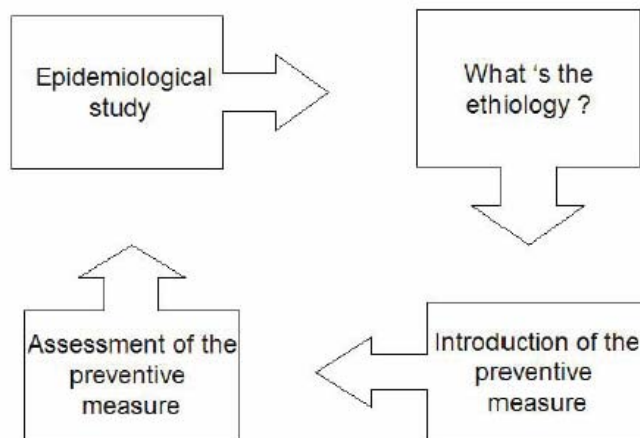 Epidemiological
study
What 's the
ethiology ?
Introduction of the
preventive
measure
Assessment of the
preventive
measure